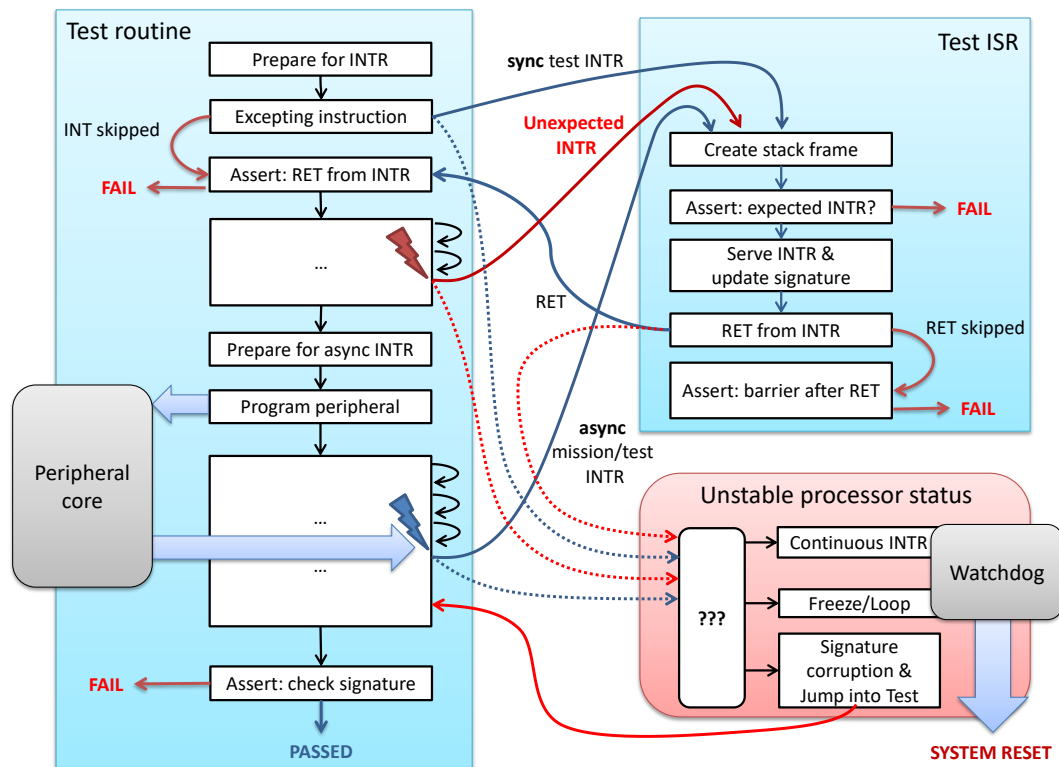 Test routine
Prepare for INTR
Excepting instruction
INT skipped
Assert: RET from INTR
FAIL
...
Prepare for async INTR
Program peripheral
Peripheral
core
...
...
Assert: check signature
FAIL
PASSED
sync test INTR
Unexpected
INTR
RET
async
mission/test
INTR
Test ISR
Create stack frame
Assert: expected INTR?
FAIL
Serve INTR &
update signature
RET from INTR
RET skipped
Assert: barrier after RET
FAIL
Unstable processor status
???
Continuous INTR
Freeze/Loop
Signature
corruption &
Jump into Test
Watchdog
SYSTEM RESET